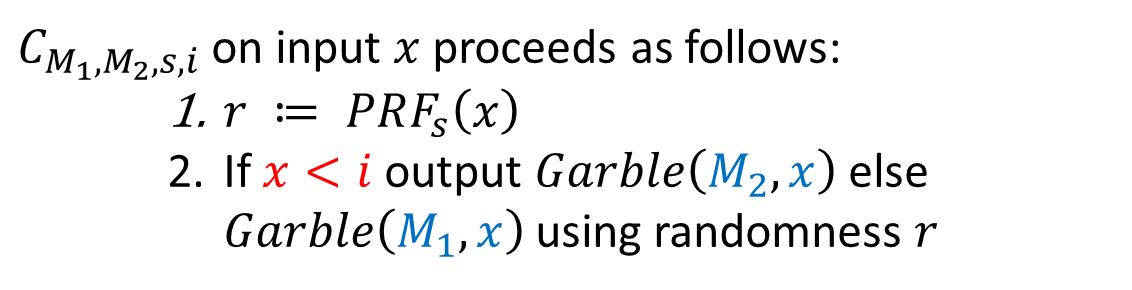 C_{M_1,M_2,s,i} on input x proceeds as follows:
1. r := PRF_s(x)
2. If x < i output Garble(M_2, x) else
Garble(M_1, x) using randomness r